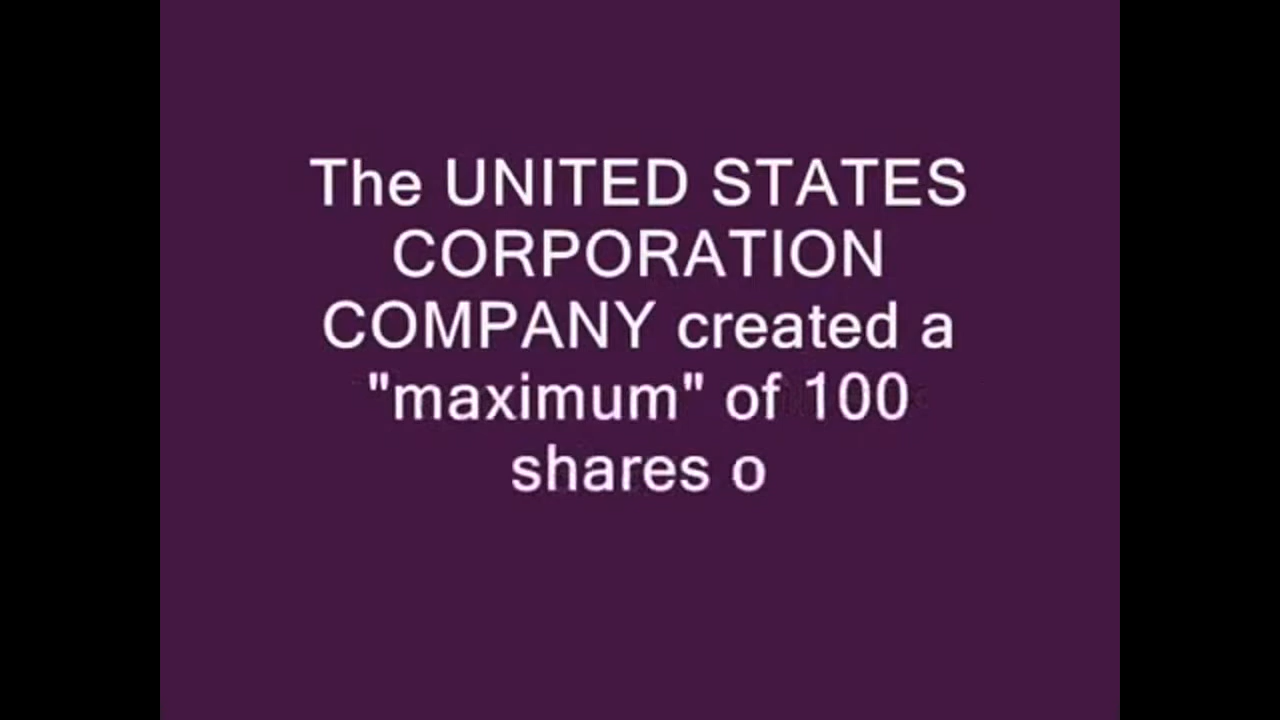 The UNITED STATES
CORPORATION
COMPANY created a
"maximum" of 100
shares o